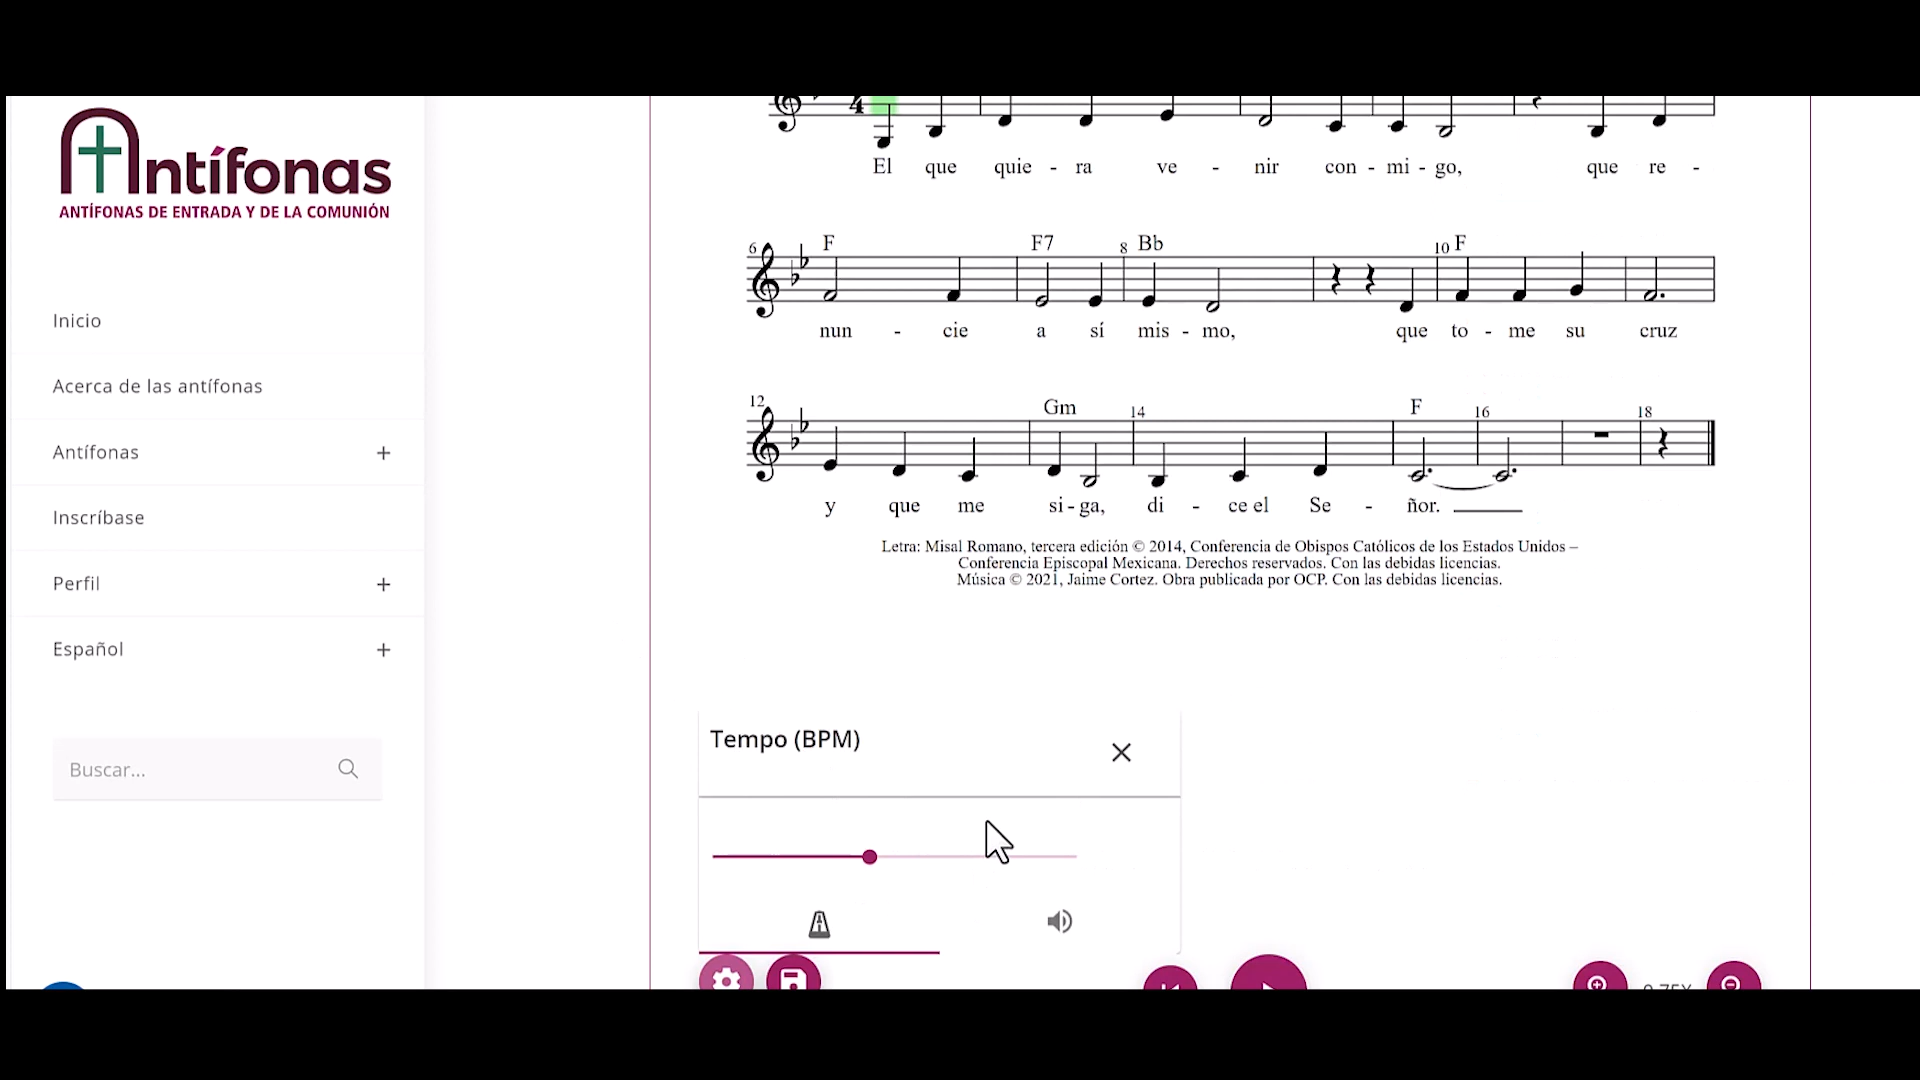 Antífonas
ANTÍFONAS DE ENTRADA Y DE LA COMUNIÓN
Inicio
Acerca de las antífonas
Antífonas +
Inscríbase
Perfil +
Español +
Buscar...
4
El que quie - ra ve - nir con - mi - go, que re -
6 F F7 8 Bb 10 F
nun - cie a sí mis - mo, que to - me su cruz
12 Gm 14 F 16 18
y que me si - ga, di - ce el Se - ñor.
Letra: Misal Romano, tercera edición © 2014, Conferencia de Obispos Católicos de los Estados Unidos –
Conferencia Episcopal Mexicana. Derechos reservados. Con las debidas licencias.
Música © 2021, Jaime Cortez. Obra publicada por OCP. Con las debidas licencias.
Tempo (BPM)